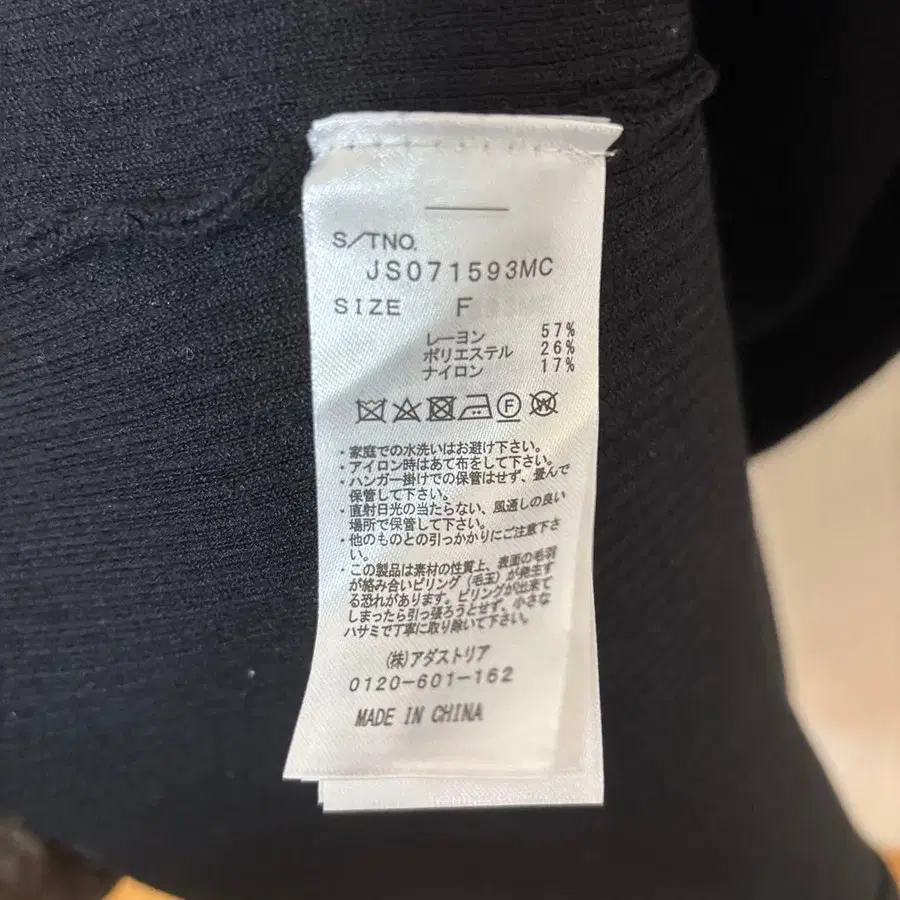 S/TNO.
JS071593MC
SIZE F
レーヨン 57%
ポリエステル 26%
ナイロン 17%
・家庭での水洗いはお避け下さい。
・アイロン時はあて布をして下さい。
・ハンガー掛けでの保管はせず、畳んで
保管して下さい。
・直射日光の当たらない、風通しの良い
場所で保管して下さい。
・他のものとの引っかかりにご注意下さ
い。
・この製品は素材の性質上、表面の毛羽
が絡み合いピリング(毛玉)が発生す
る恐れがあります。ピリングが出来て
しまったら引っ張ろうとせず、小さな
ハサミで丁寧に取り除いて下さい。
(株)アダストリア
0120-601-162
MADE IN CHINA